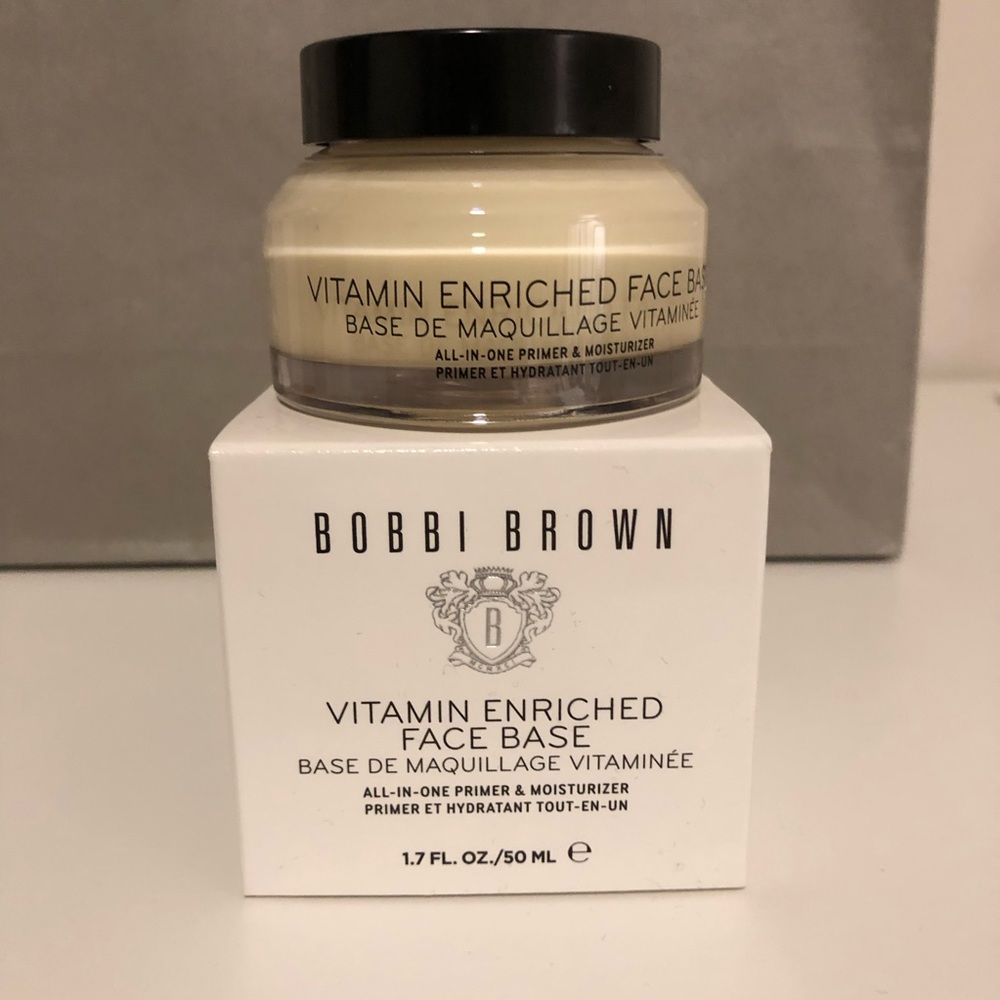 VITAMIN ENRICHED FACE BAS
BASE DE MAQUILLAGE VITAMINÉE
ALL-IN-ONE PRIMER & MOISTURIZER
PRIMER ET HYDRATANT TOUT-EN-UN
BOBBI BROWN
B
MCMXCI
VITAMIN ENRICHED
FACE BASE
BASE DE MAQUILLAGE VITAMINÉE
ALL-IN-ONE PRIMER & MOISTURIZER
PRIMER ET HYDRATANT TOUT-EN-UN
1.7 FL. OZ./50 ML ℮